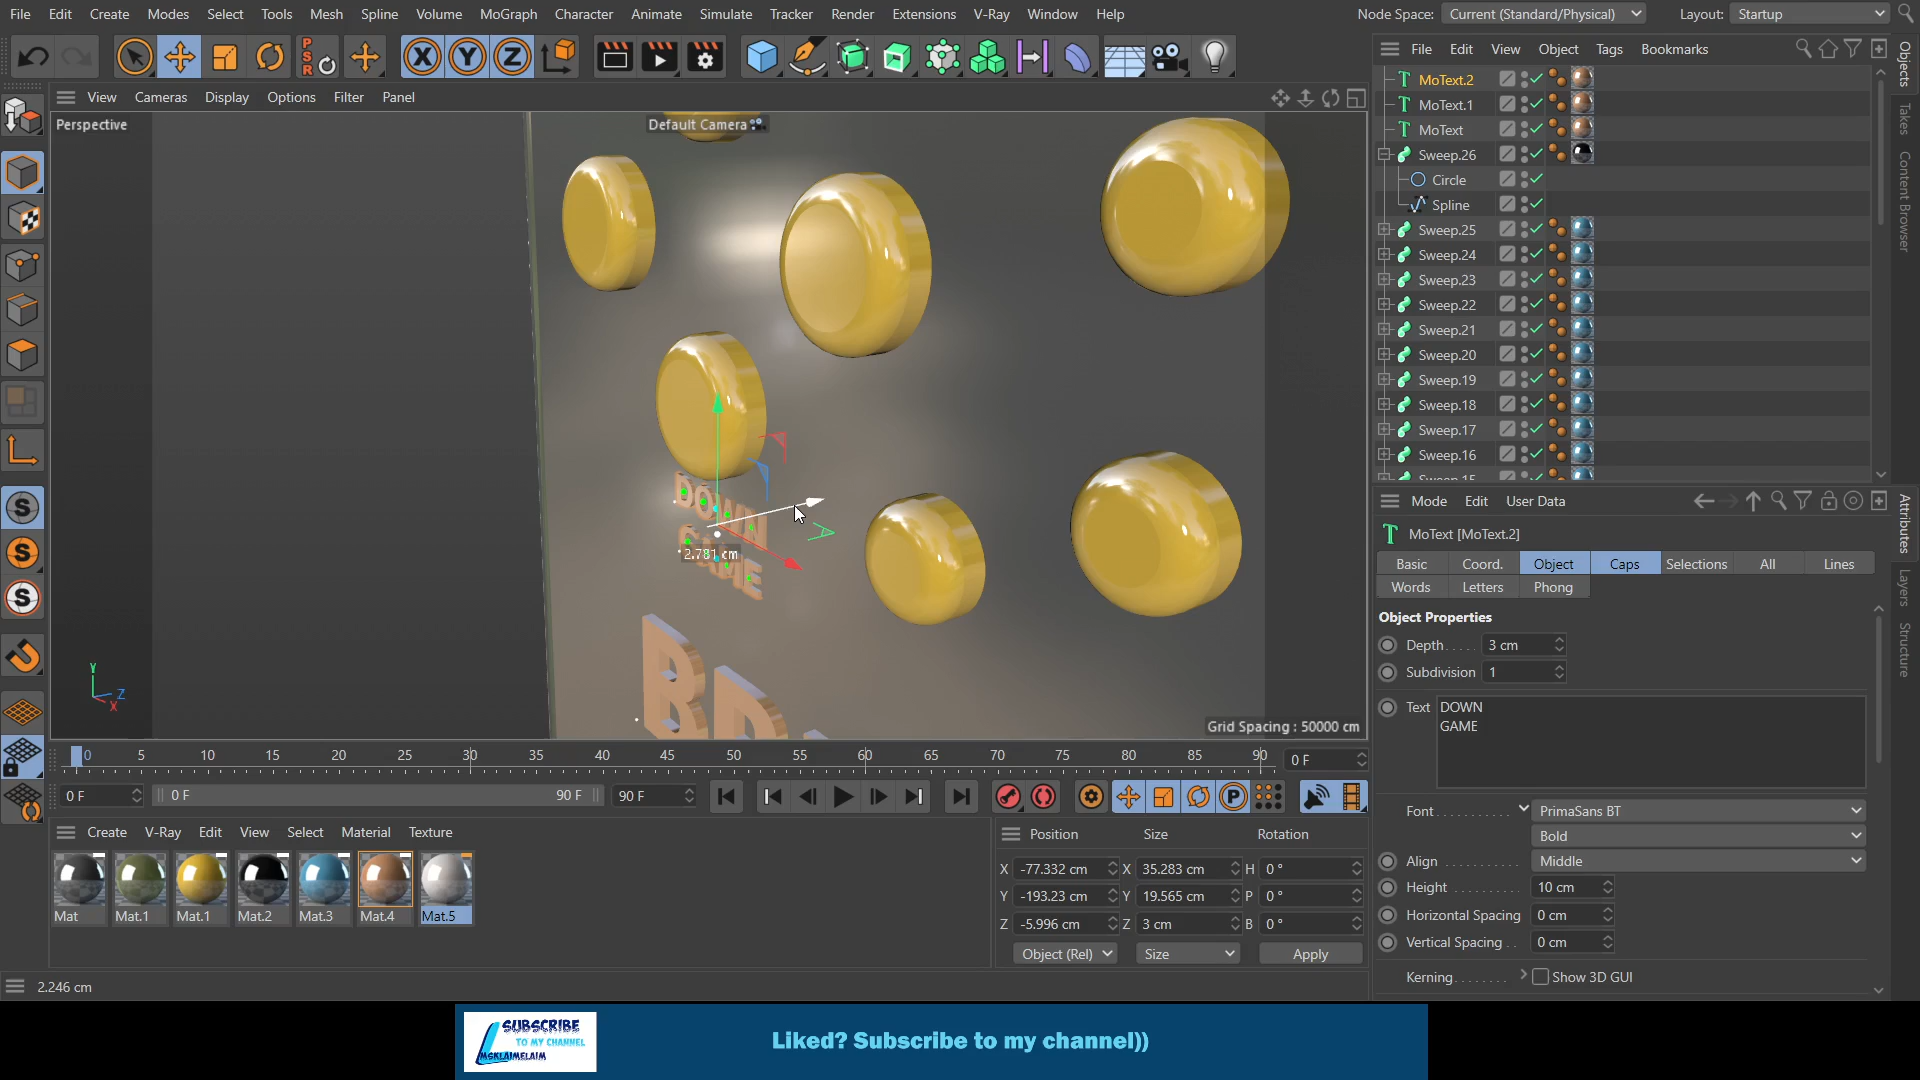 File Edit Create Modes Select Tools Mesh Spline Volume MoGraph Character Animate Simulate Tracker Render Extensions V-Ray Window Help
Node Space: Current (Standard/Physical) Layout: Startup
P
S
R
X Y Z
File Edit View Object Tags Bookmarks
View Cameras Display Options Filter Panel
Perspective
Default Camera
MoText.2
MoText.1
MoText
Sweep.26
Circle
Spline
Sweep.25
Sweep.24
Sweep.23
Sweep.22
Sweep.21
Sweep.20
Sweep.19
Sweep.18
Sweep.17
Sweep.16
Sweep.15
Objects
Takes
Content Browser
DOWN
GAME
2.781 cm
Y
Z
X
Grid Spacing : 50000 cm
S
S
S
Mode Edit User Data
MoText [MoText.2]
Basic Coord. Object Caps Selections All Lines
Words Letters Phong
Object Properties
Depth 3 cm
Subdivision 1
Text DOWN
GAME
Font PrimaSans BT
Bold
Align Middle
Height 10 cm
Horizontal Spacing 0 cm
Vertical Spacing 0 cm
Kerning Show 3D GUI
Attributes
Layers
Structure
0 5 10 15 20 25 30 35 40 45 50 55 60 65 70 75 80 85 90 0 F
0 F 0 F 90 F 90 F
P
Create V-Ray Edit View Select Material Texture
Mat Mat.1 Mat.1 Mat.2 Mat.3 Mat.4 Mat.5
Position Size Rotation
X -77.332 cm X 35.283 cm H 0 °
Y -193.23 cm Y 19.565 cm P 0 °
Z -5.996 cm Z 3 cm B 0 °
Object (Rel) Size Apply
2.246 cm
SUBSCRIBE
TO MY CHANNEL
MSKLAIMELAIM
Liked? Subscribe to my channel))